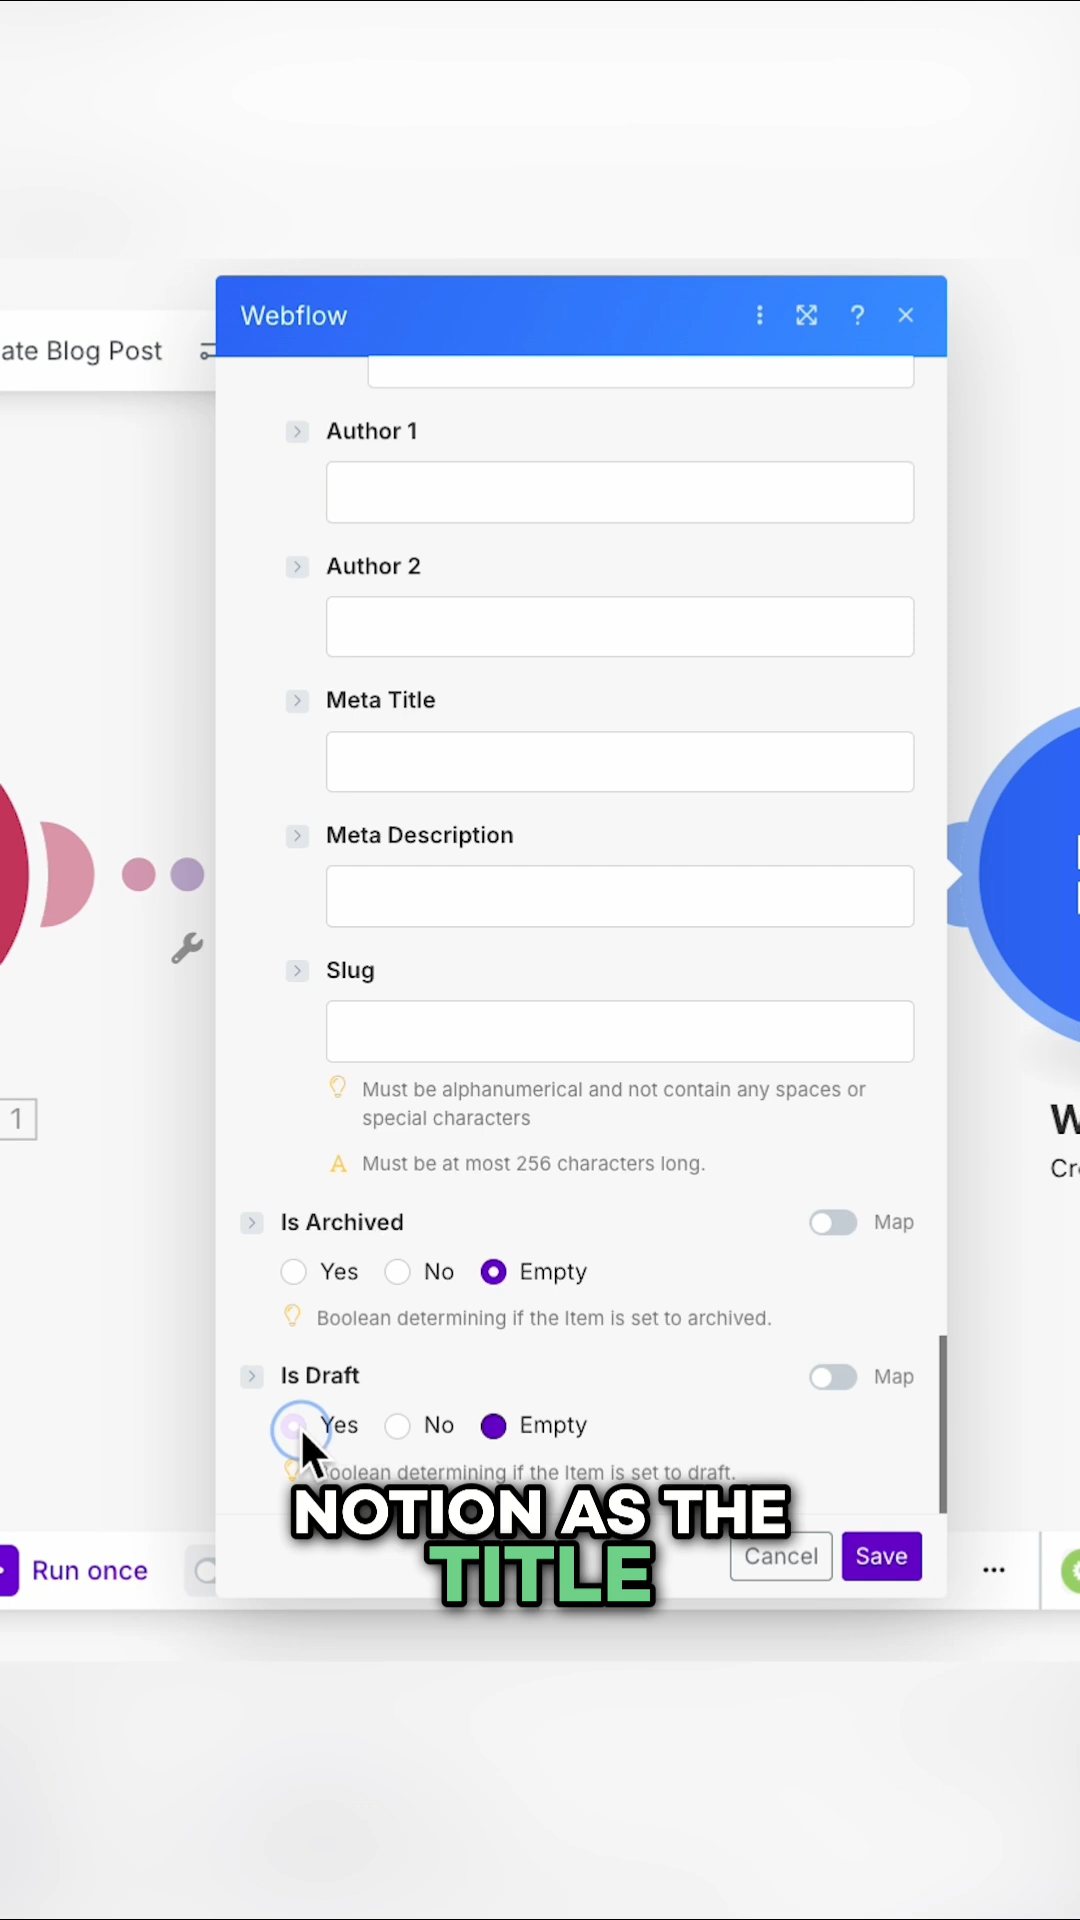 Webflow
?
ate Blog Post
Author 1
Author 2
Meta Title
Meta Description
Slug
Must be alphanumerical and not contain any spaces or
special characters
Must be at most 256 characters long.
1
W
Cr
Is Archived
Map
Yes
No
Empty
Boolean determining if the Item is set to archived.
Is Draft
Map
Yes
No
Empty
Boolean determining if the Item is set to draft.
NOTION AS THE
TITLE
Run once
Cancel
Save